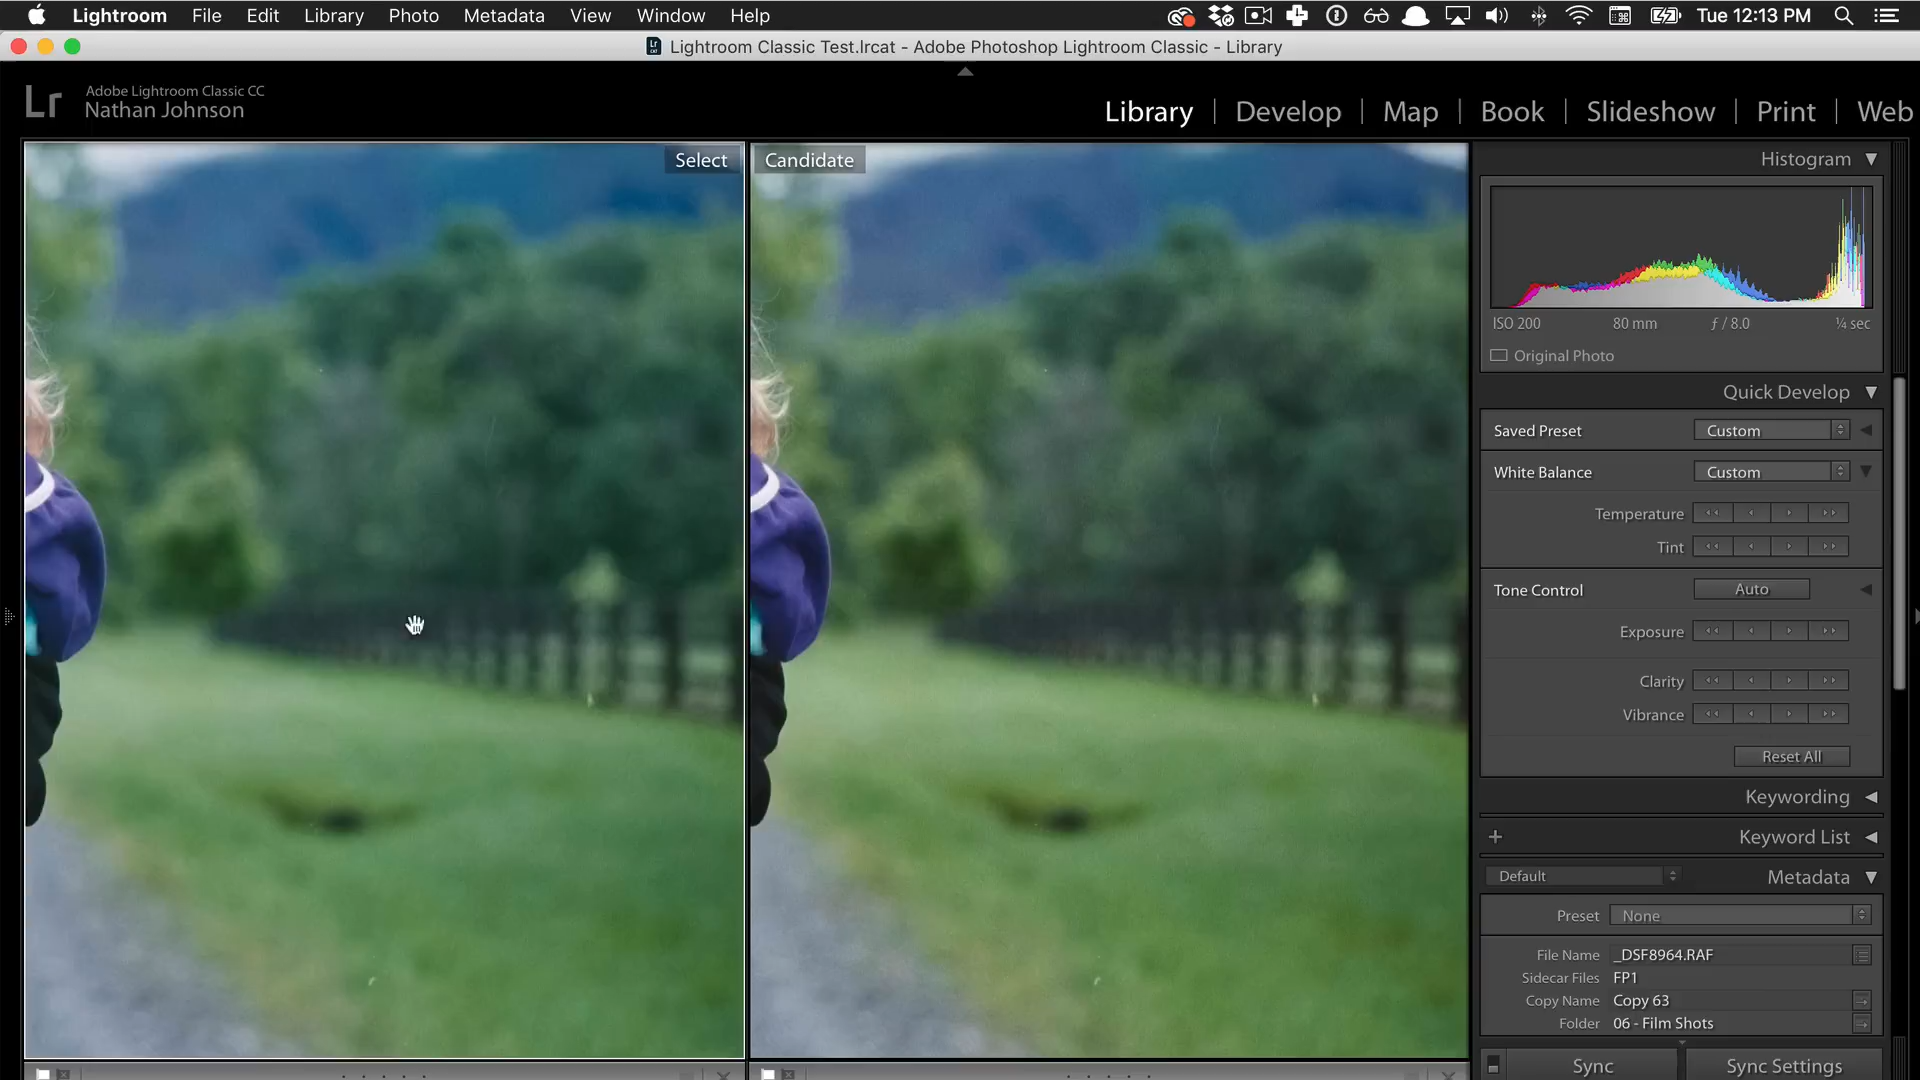 Lightroom File Edit Library Photo Metadata View Window Help Tue 12:13 PM
Lightroom Classic Test.lrcat - Adobe Photoshop Lightroom Classic - Library
Lr
Adobe Lightroom Classic CC
Nathan Johnson
Library | Develop | Map | Book | Slideshow | Print | Web
Select
Candidate
Histogram
ISO 200 80 mm ƒ / 8.0 ¼ sec
Original Photo
Quick Develop
Saved Preset Custom
White Balance Custom
Temperature
Tint
Tone Control Auto
Exposure
Clarity
Vibrance
Reset All
Keywording
+ Keyword List
Default Metadata
Preset None
File Name _DSF8964.RAF
Sidecar Files FP1
Copy Name Copy 63
Folder 06 - Film Shots
Sync Sync Settings